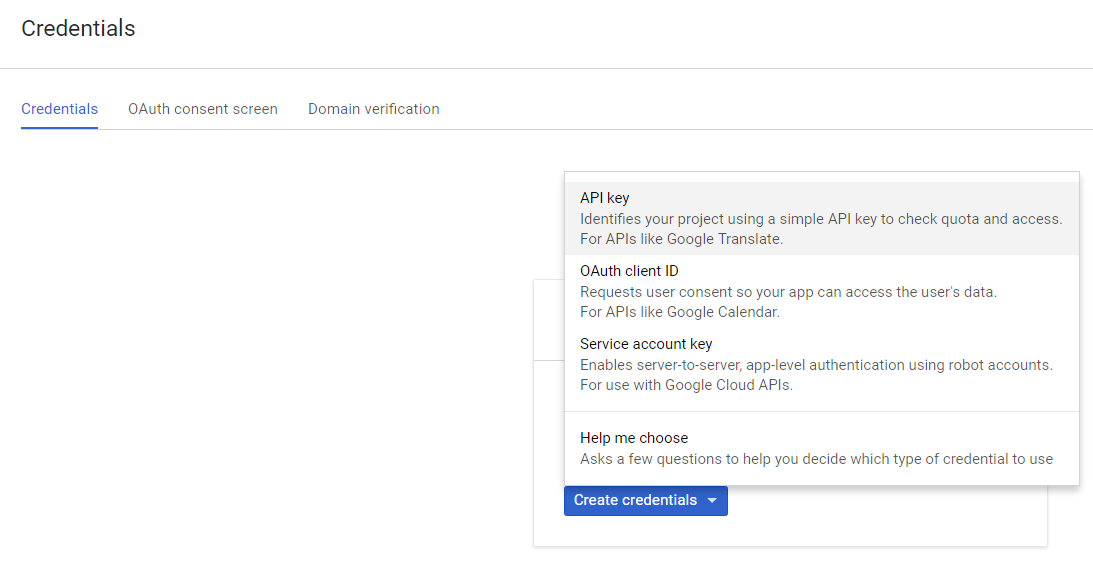 Credentials
Credentials
OAuth consent screen
Domain verification
API key
Identifies your project using a simple API key to check quota and access.
For APIs like Google Translate.
OAuth client ID
Requests user consent so your app can access the user's data.
For APIs like Google Calendar.
Service account key
Enables server-to-server, app-level authentication using robot accounts.
For use with Google Cloud APIs.
Help me choose
Asks a few questions to help you decide which type of credential to use
Create credentials